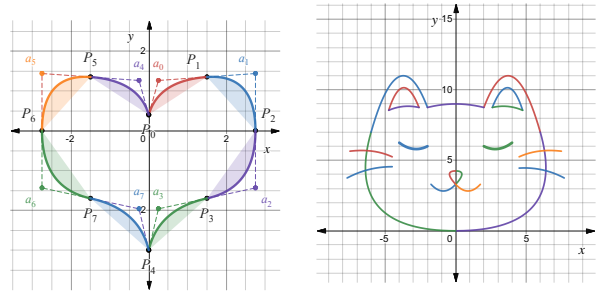 y
2
P₅
a₄
a₀
P₁
a₅
a₁
P₆
P₂
-2
0
P₀
2
x
a₆
P₇
a₇
2
a₃
P₃
a₂
P₄
y
15
10
5
-5
0
5
x